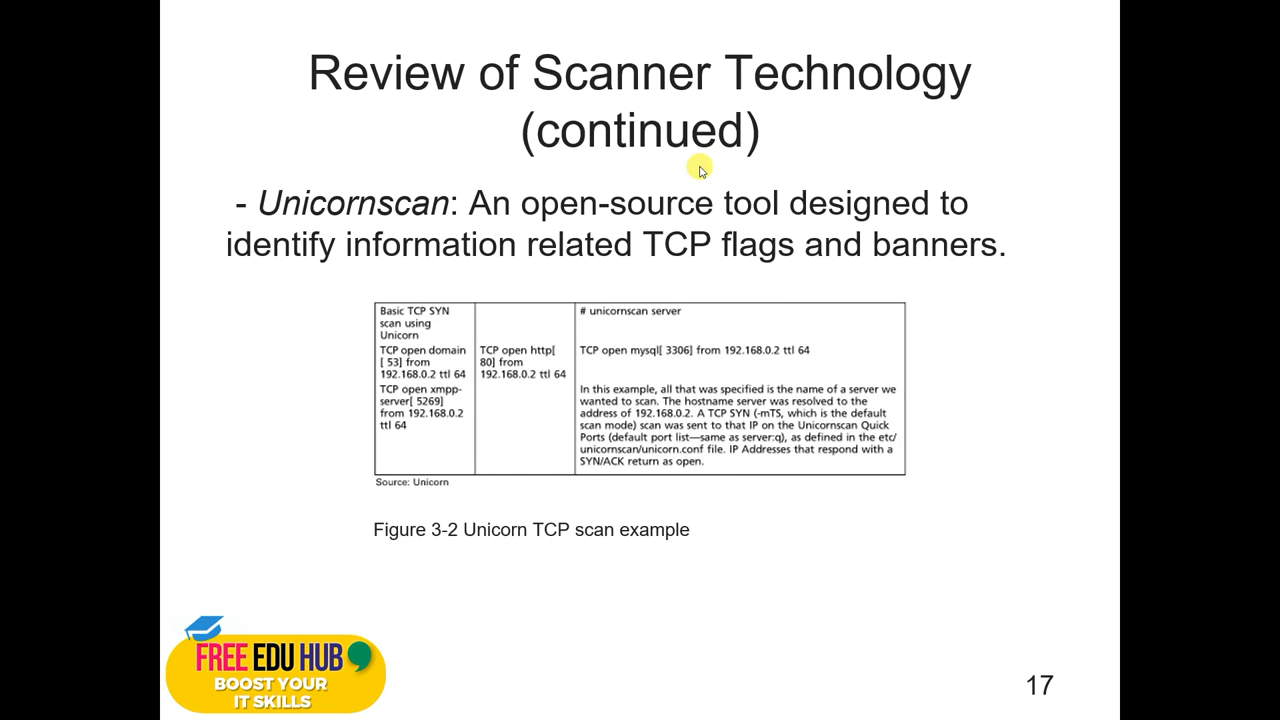 Review of Scanner Technology
(continued)
- Unicornscan: An open-source tool designed to
identify information related TCP flags and banners.
Basic TCP SYN
scan using
Unicorn
# unicornscan server
TCP open domain
[ 53] from
192.168.0.2 ttl 64
TCP open http[
80] from
192.168.0.2 ttl 64
TCP open mysql[ 3306] from 192.168.0.2 ttl 64
TCP open xmpp-
server[ 5269]
from 192.168.0.2
ttl 64
In this example, all that was specified is the name of a server we
wanted to scan. The hostname server was resolved to the
address of 192.168.0.2. A TCP SYN (-mTS, which is the default
scan mode) scan was sent to that IP on the Unicornscan Quick
Ports (default port list—same as server:q), as defined in the etc/
unicornscan/unicorn.conf file. IP Addresses that respond with a
SYN/ACK return as open.
Source: Unicorn
Figure 3-2 Unicorn TCP scan example
FREE EDU HUB
BOOST YOUR
IT SKILLS
17